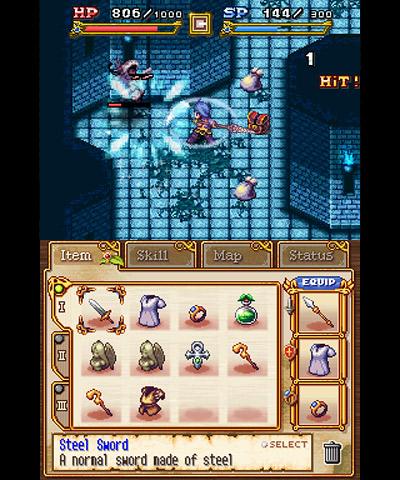 HP 806/1000 C SP 144/300
1
HiT!
Item Skill Map Status
EQUIP
I
II
III
Steel Sword SELECT
A normal sword made of steel